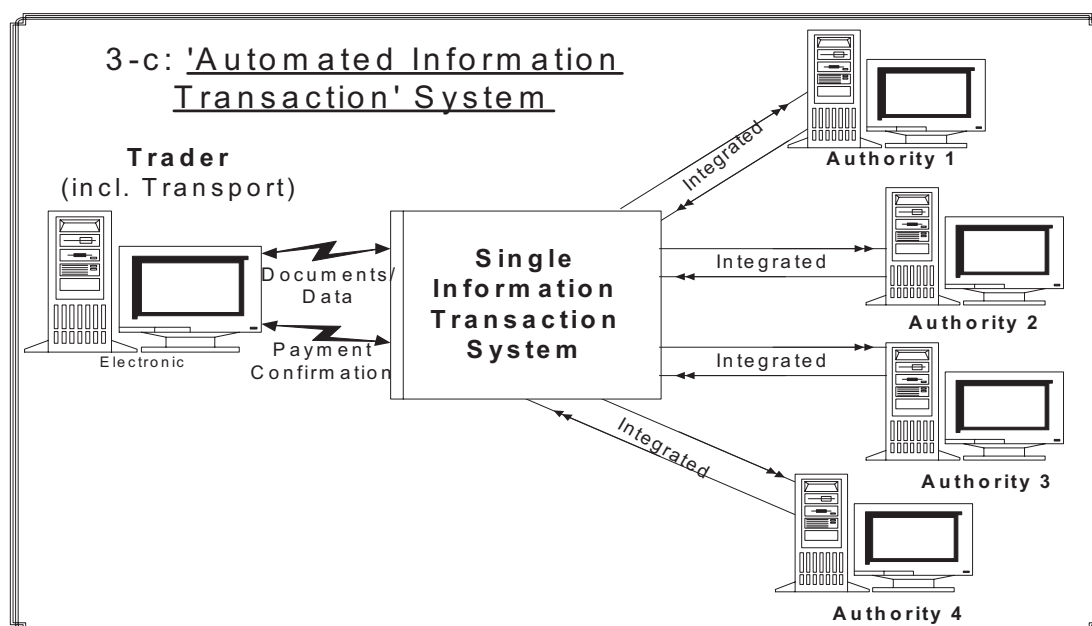 3-c: 'Automated Information
Transaction' System
Trader
(incl. Transport)
Electronic
Documents/
Data
Payment
Confirmation
Single
Information
Transaction
System
Integrated
Authority 1
Integrated
Authority 2
Integrated
Authority 3
Integrated
Authority 4